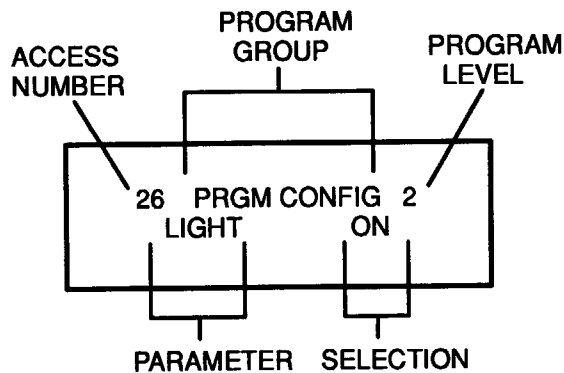 PROGRAM
GROUP
ACCESS
NUMBER
PROGRAM
LEVEL
26 PRGM CONFIG 2
LIGHT ON
PARAMETER SELECTION